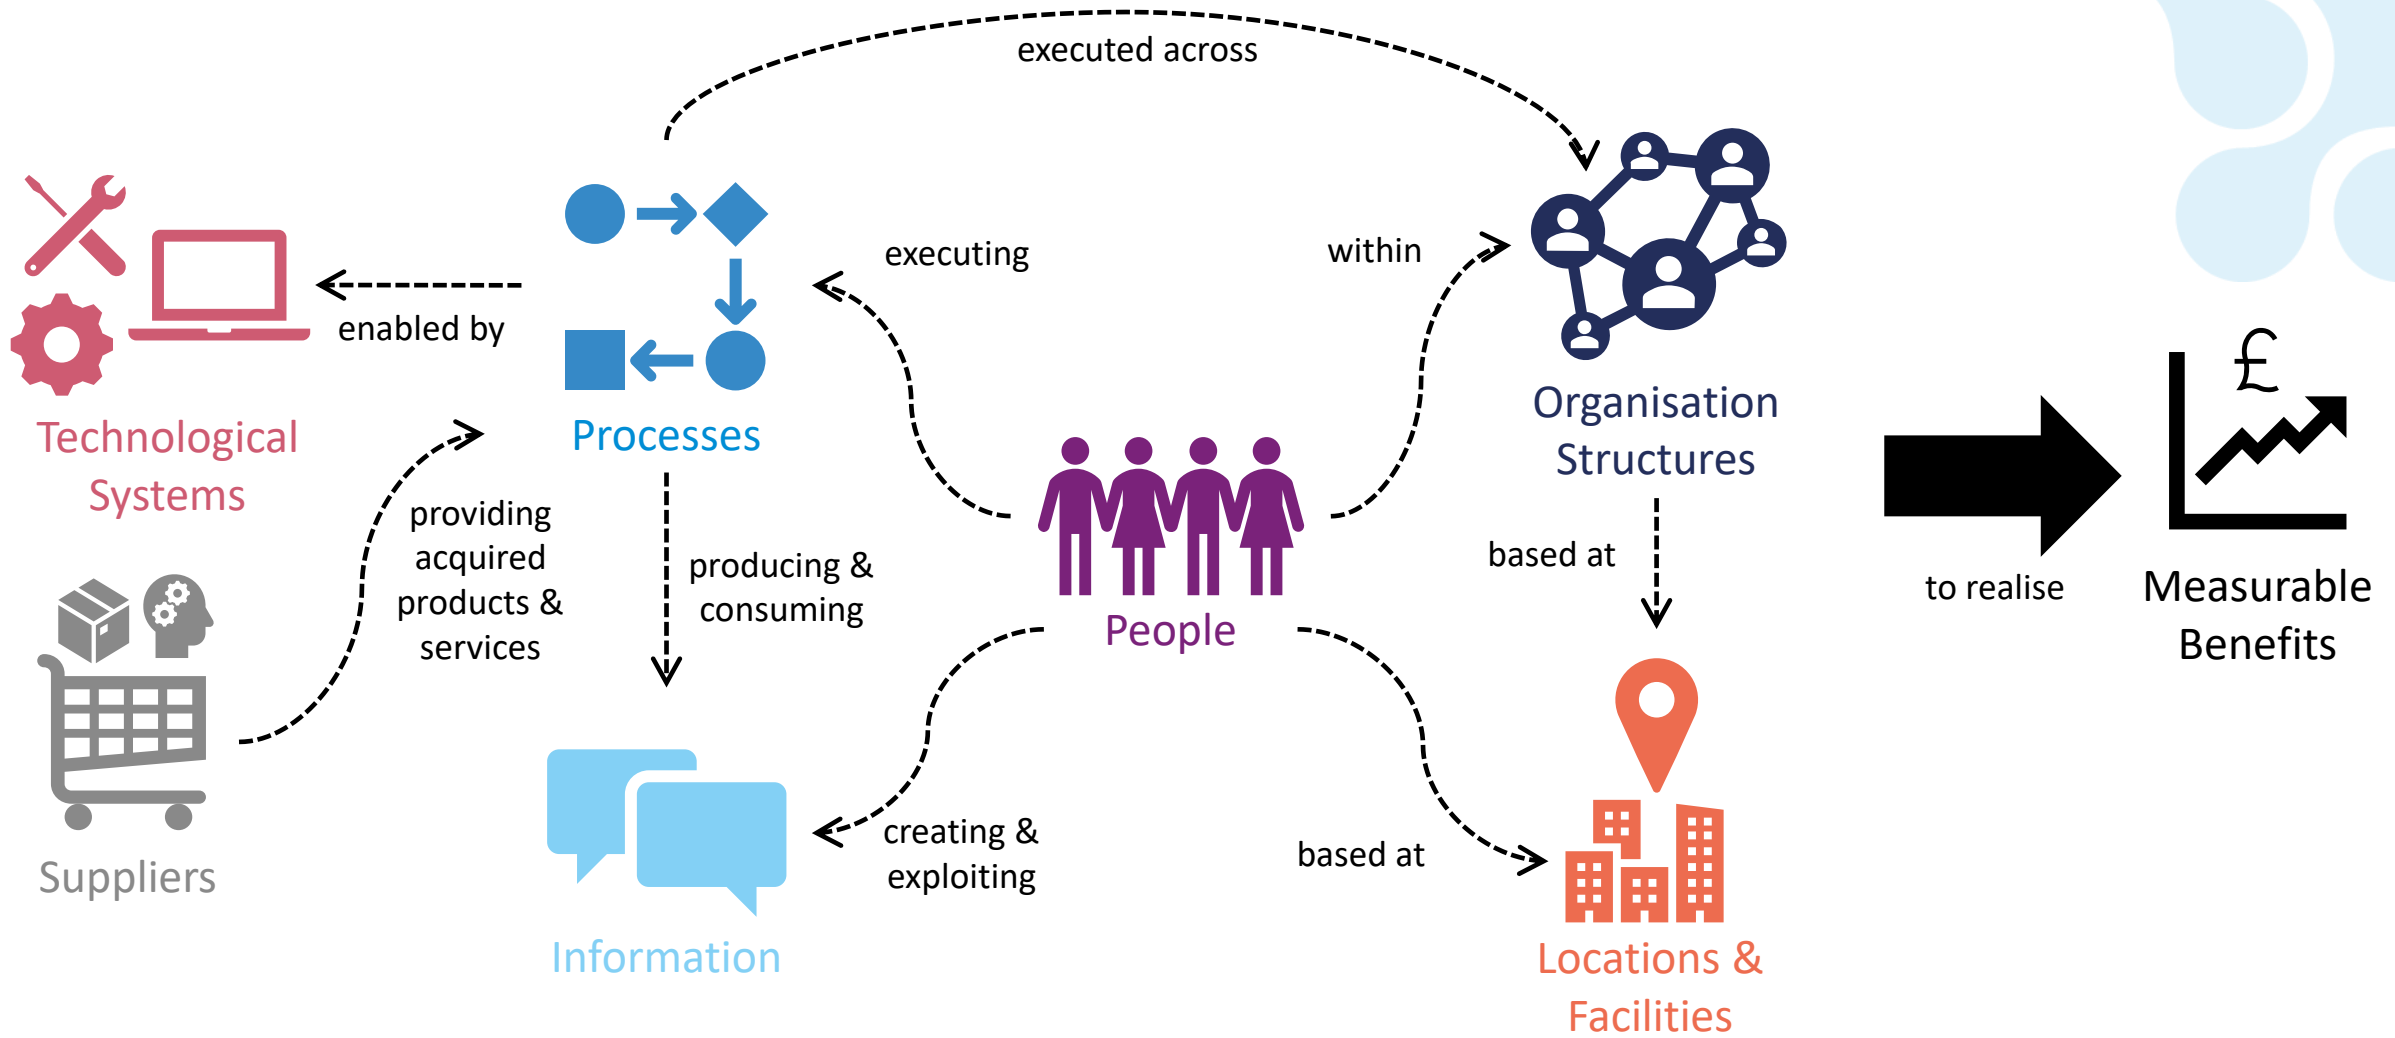 executed across
executing
within
enabled by
£
Technological
Systems
Processes
Organisation
Structures
providing
acquired
products &
services
producing &
consuming
People
based at
to realise
Measurable
Benefits
Suppliers
creating &
exploiting
based at
Information
Locations &
Facilities